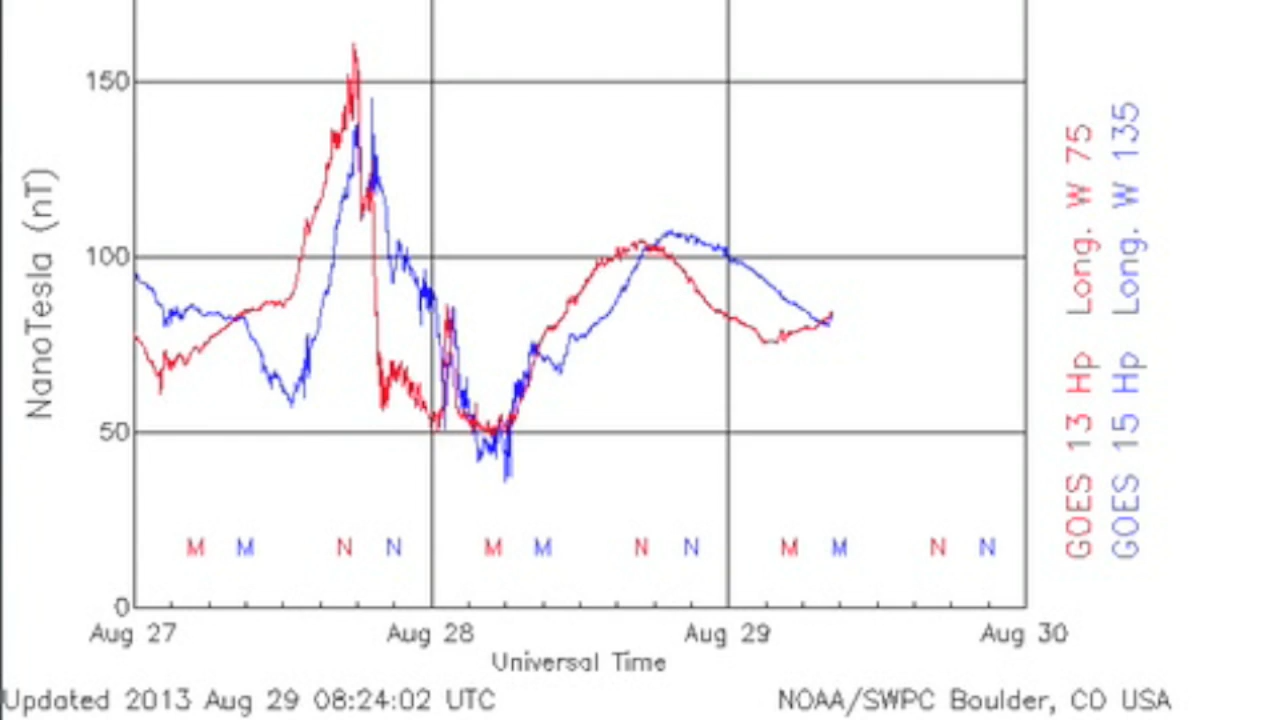 150
100
50
0
NanoTesla (nT)
M M N N M M N N M M N N
Aug 27 Aug 28 Aug 29 Aug 30
Universal Time
Updated 2013 Aug 29 08:24:02 UTC
NOAA/SWPC Boulder, CO USA
GOES 13 Hp Long. W 75
GOES 15 Hp Long. W 135